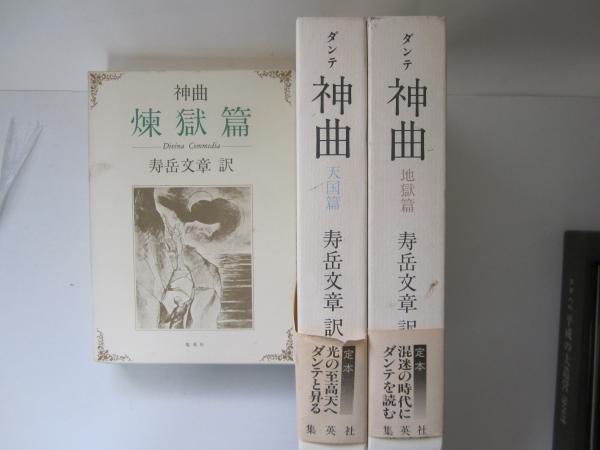 神曲
煉獄篇
Divina Commedia
寿岳文章 訳
集英社
ダンテ
神曲
天国篇
寿岳文章 訳
定本
光の至高天へ
ダンテと昇る
集英社
ダンテ
神曲
地獄篇
寿岳文章 訳
定本
混迷の時代に
ダンテを読む
集英社